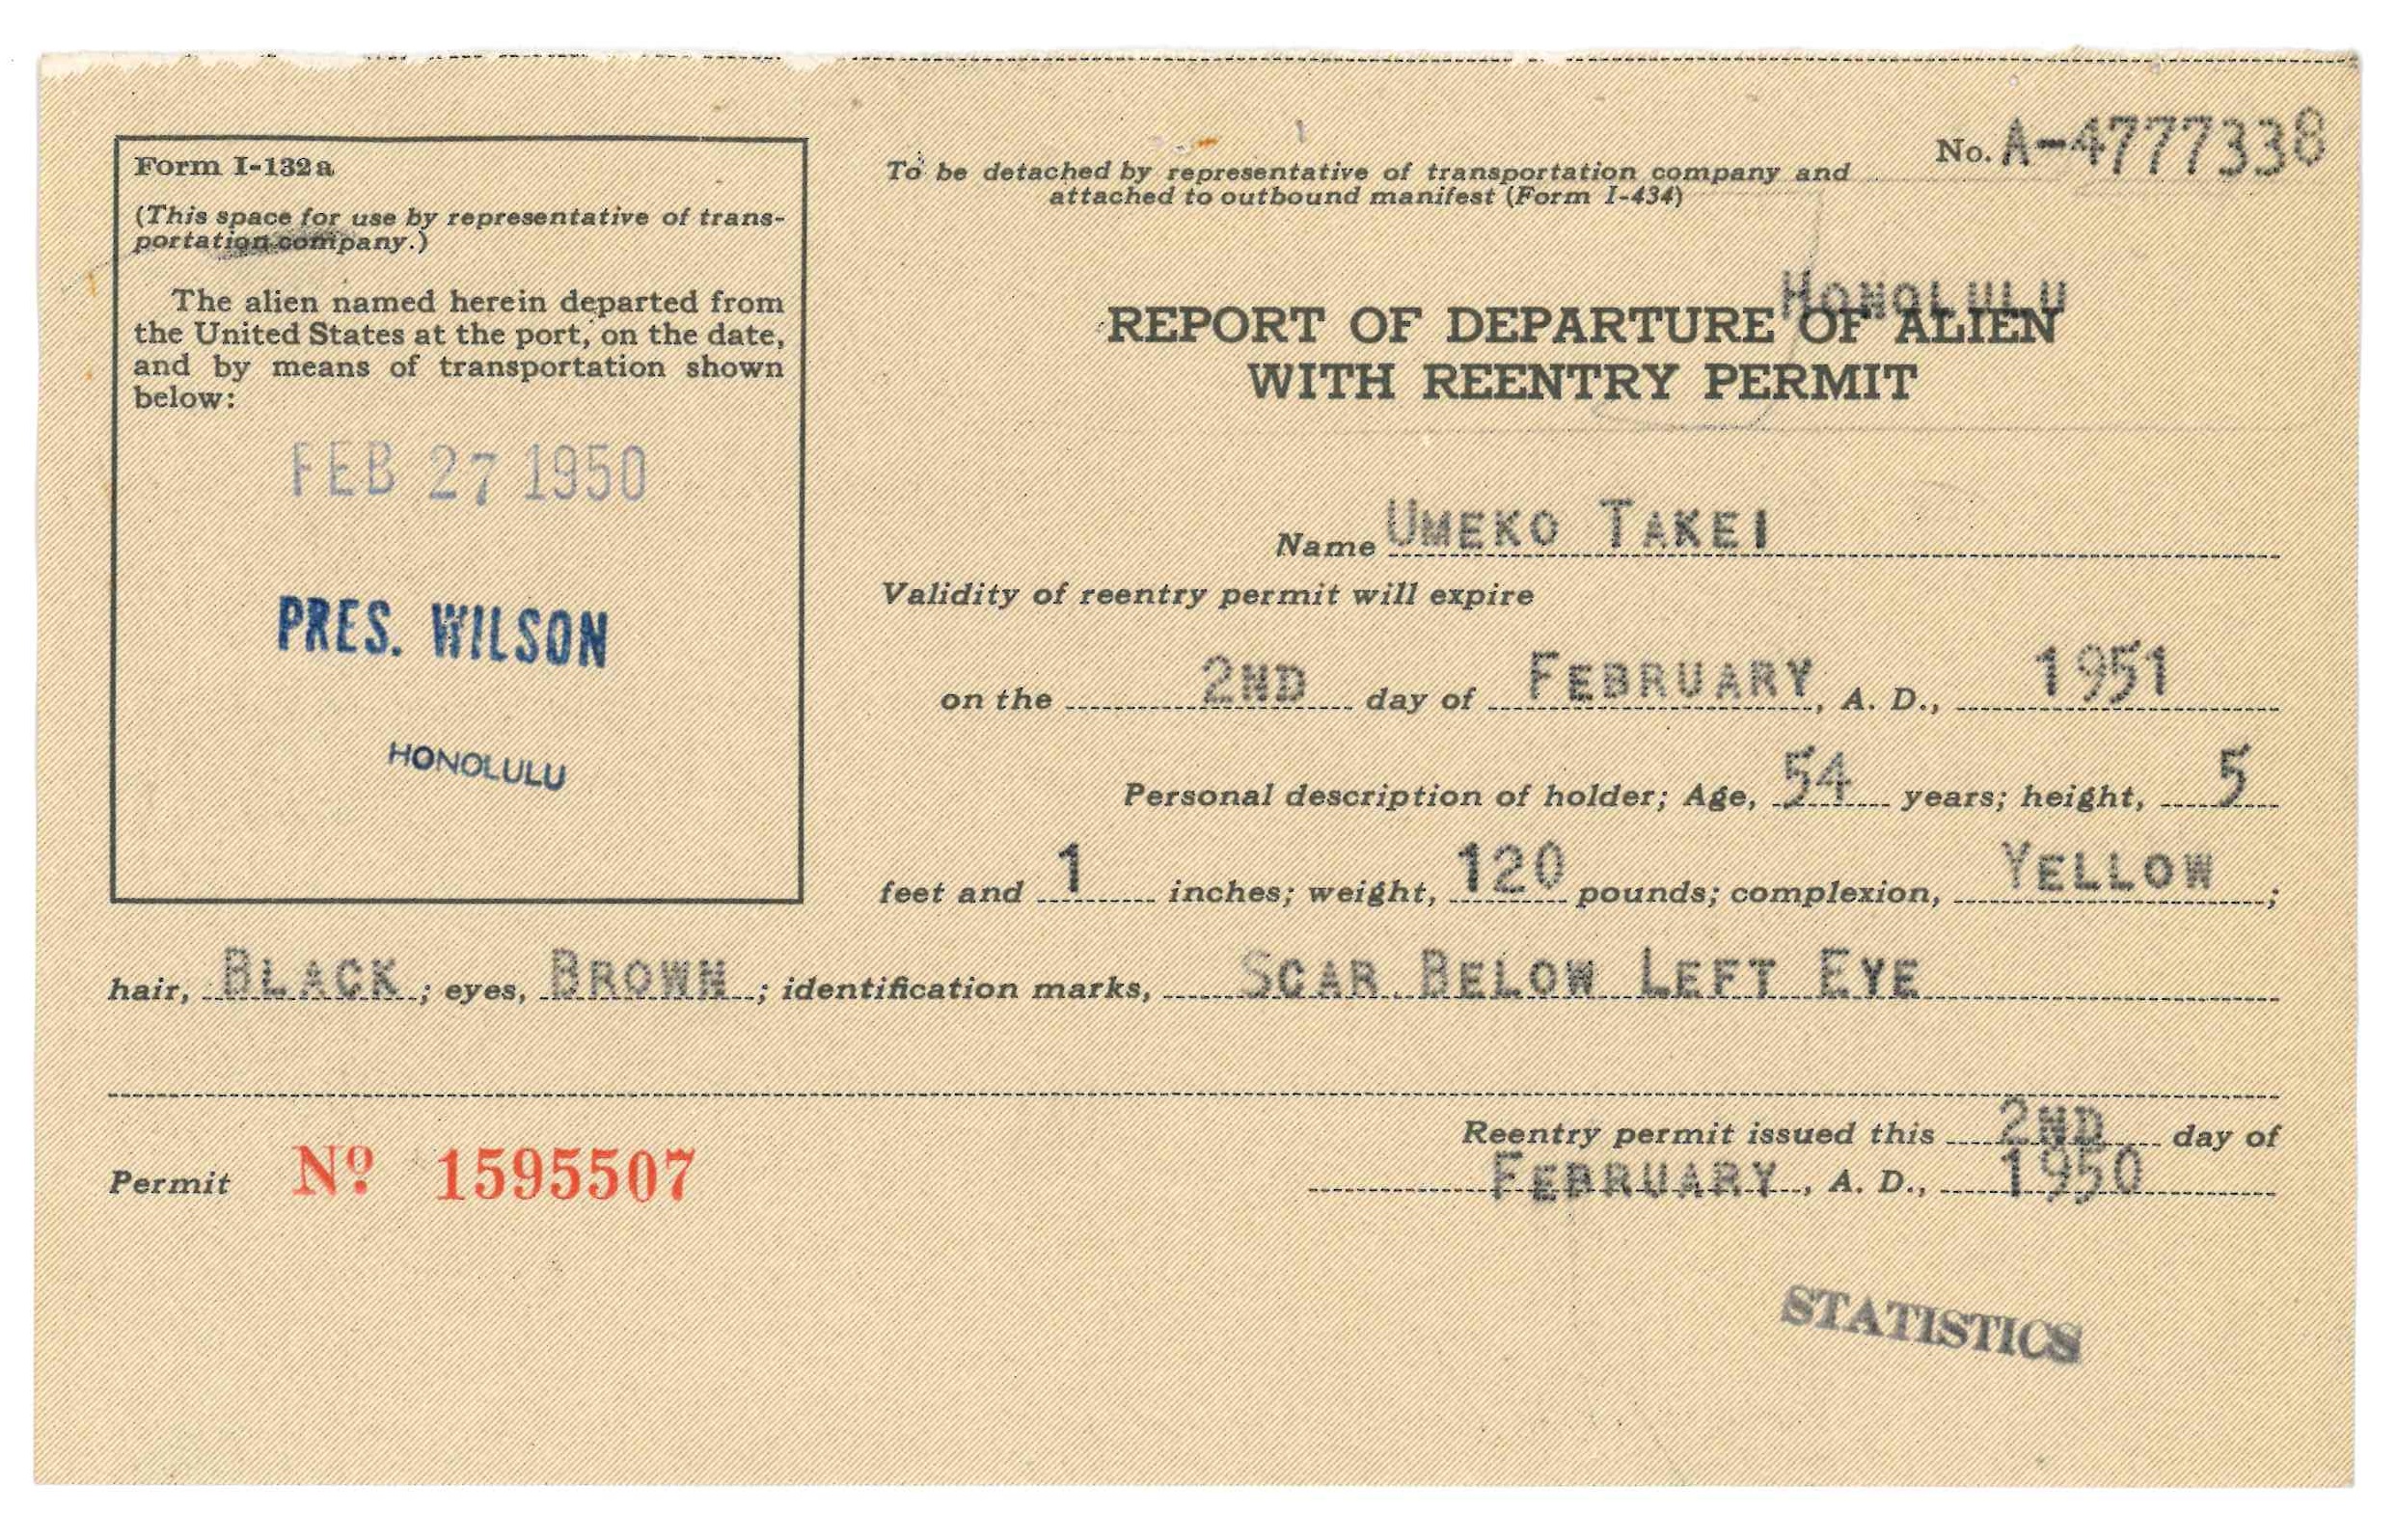 Form I-132a
(This space for use by representative of trans-
portation company.)
The alien named herein departed from
the United States at the port, on the date,
and by means of transportation shown
below:
FEB 27 1950
PRES. WILSON
HONOLULU
To be detached by representative of transportation company and
attached to outbound manifest (Form I-434)
No. A-4777338
HONOLULU
REPORT OF DEPARTURE OF ALIEN
WITH REENTRY PERMIT
Name UMEKO TAKEI
Validity of reentry permit will expire
on the 2ND day of FEBRUARY, A. D., 1951
Personal description of holder; Age, 54 years; height, 5
feet and 1 inches; weight, 120 pounds; complexion, YELLOW;
hair, BLACK; eyes, BROWN; identification marks, SCAR BELOW LEFT EYE
Reentry permit issued this 2ND day of
FEBRUARY, A. D., 1950
Permit Nº 1595507
STATISTICS